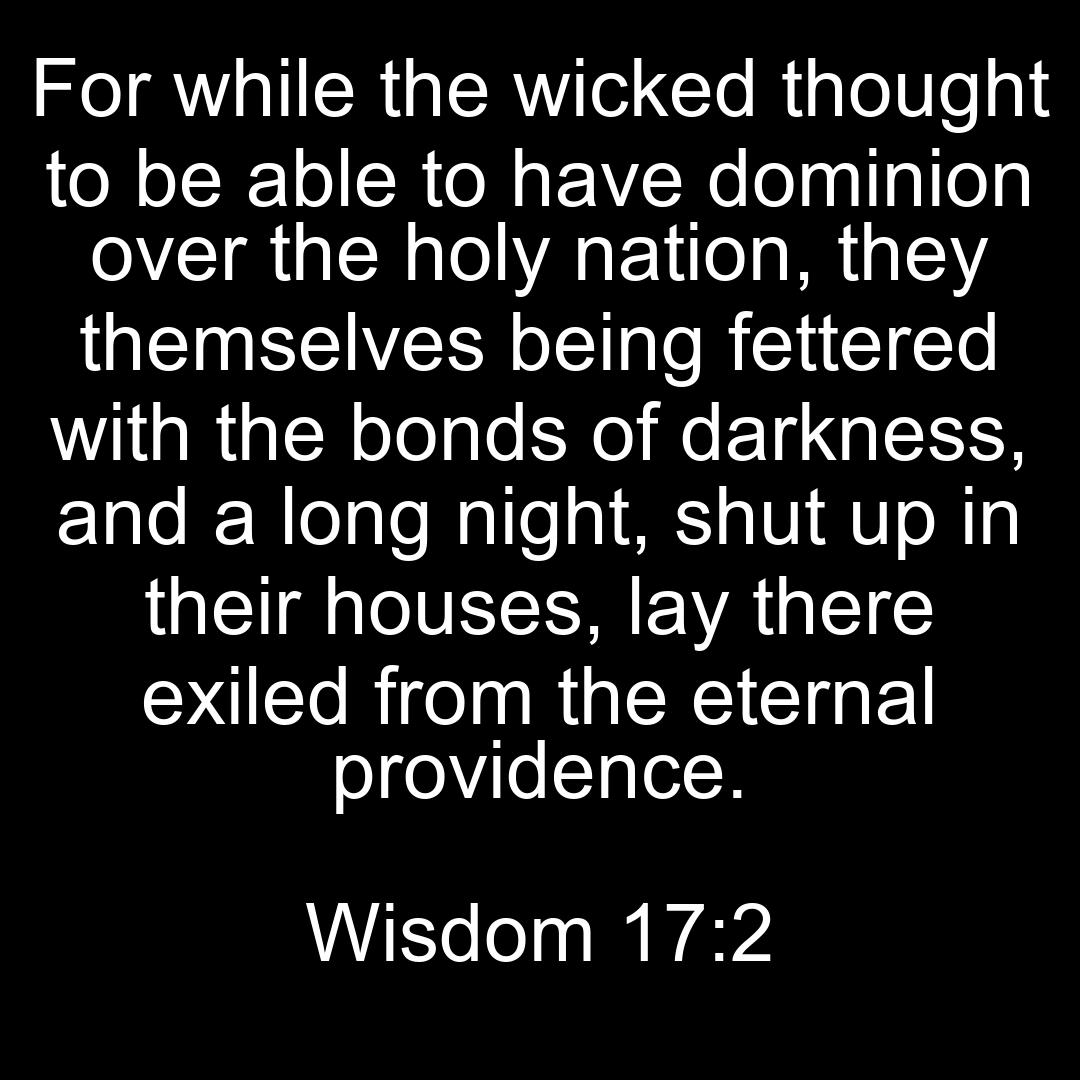 For while the wicked thought
to be able to have dominion
over the holy nation, they
themselves being fettered
with the bonds of darkness,
and a long night, shut up in
their houses, lay there
exiled from the eternal
providence.
Wisdom 17:2